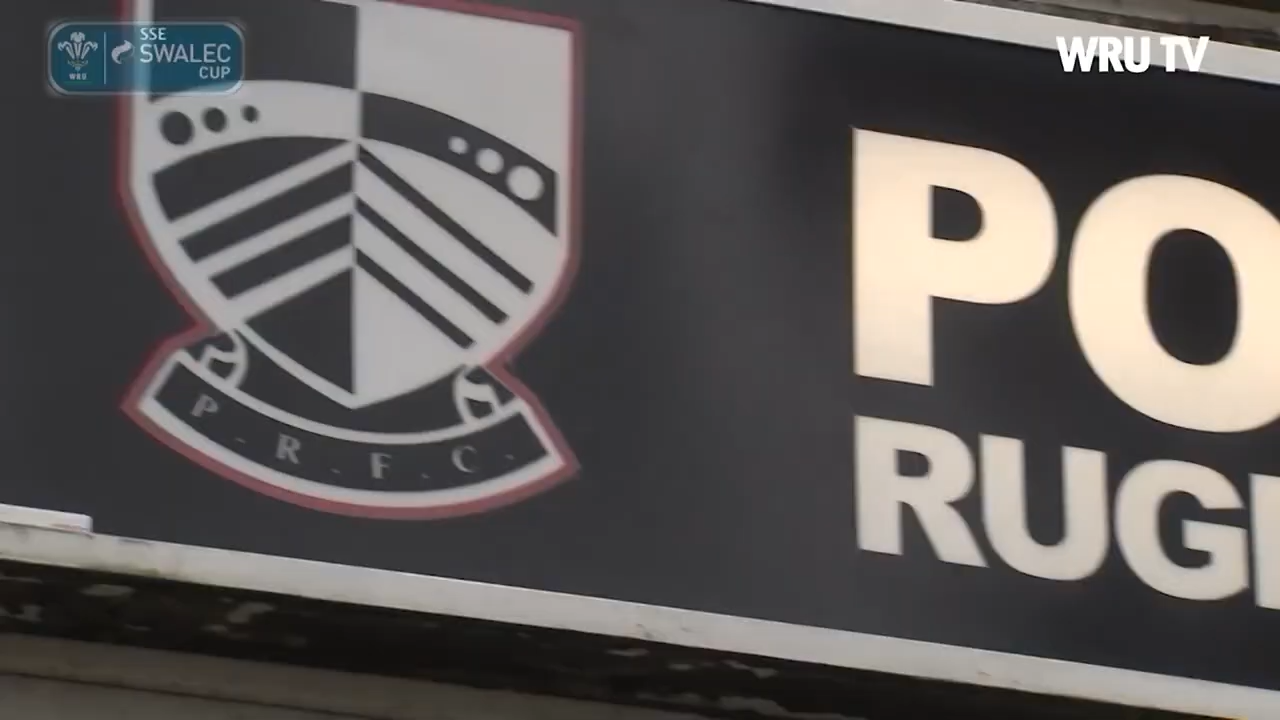 WRU
SSE
SWALEC
CUP
WRU TV
P.R.F.C.
PO
RUG